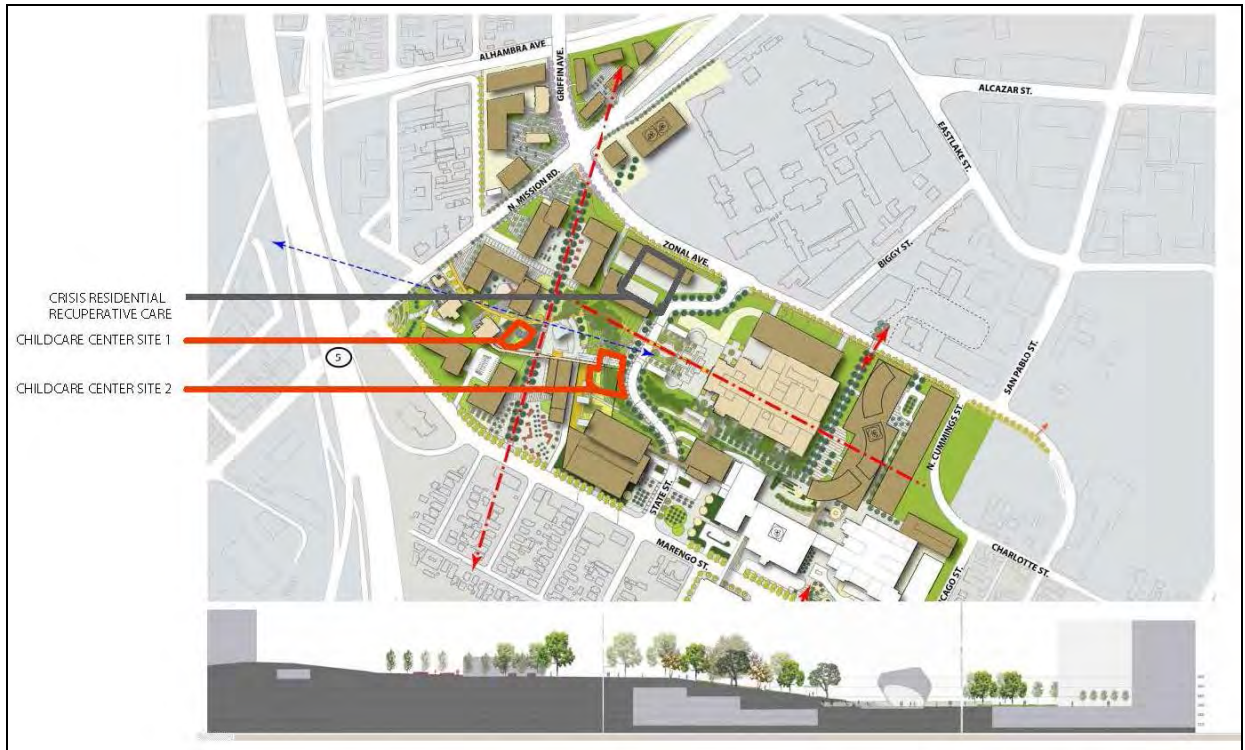 ALHAMBRA AVE.
GRIFFIN AVE.
ALCAZAR ST.
EASTLAKE ST.
N. MISSION RD.
ZONAL AVE.
BIGGY ST.
CRISIS RESIDENTIAL
RECUPERATIVE CARE
CHILDCARE CENTER SITE 1
5
CHILDCARE CENTER SITE 2
SAN PABLO ST.
N. CUMMINGS ST.
STATE ST.
MARENGO ST.
CHARLOTTE ST.
CAGO ST.